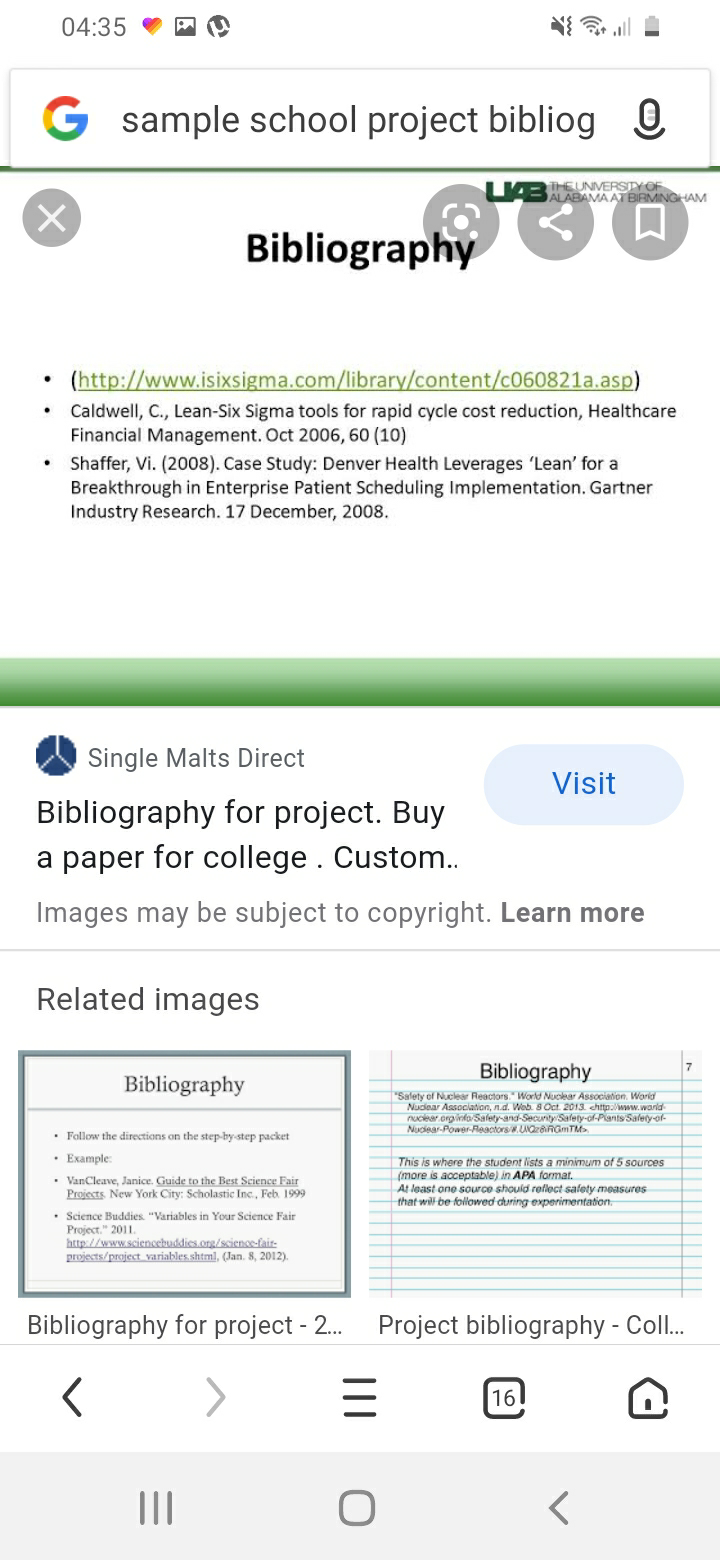 04:35
sample school project bibliog
UAB THE UNIVERSITY OF
ALABAMA AT BIRMINGHAM
Bibliography
• (http://www.isixsigma.com/library/content/c060821a.asp)
• Caldwell, C., Lean-Six Sigma tools for rapid cycle cost reduction, Healthcare
Financial Management. Oct 2006, 60 (10)
• Shaffer, Vi. (2008). Case Study: Denver Health Leverages ‘Lean’ for a
Breakthrough in Enterprise Patient Scheduling Implementation. Gartner
Industry Research. 17 December, 2008.
Single Malts Direct
Visit
Bibliography for project. Buy
a paper for college . Custom..
Images may be subject to copyright. Learn more
Related images
Bibliography
• Follow the directions on the step-by-step packet
• Example:
• VanCleave, Janice. Guide to the Best Science Fair
Projects. New York City: Scholastic Inc., Feb. 1999
• Science Buddies. "Variables in Your Science Fair
Project." 2011.
http://www.sciencebuddies.org/science-fair-
projects/project_variables.shtml, (Jan. 8, 2012).
Bibliography for project - 2...
Bibliography
7
"Safety of Nuclear Reactors." World Nuclear Association. World
Nuclear Association, n.d. Web. 8 Oct. 2013. <http://www.world-
nuclear.org/info/Safety-and-Security/Safety-of-Plants/Safety-of-
This is where the student lists a minimum of 5 sources
(more is acceptable) in APA format.
At least one source should reflect safety measures
that will be followed during experimentation.
Project bibliography - Coll...
16